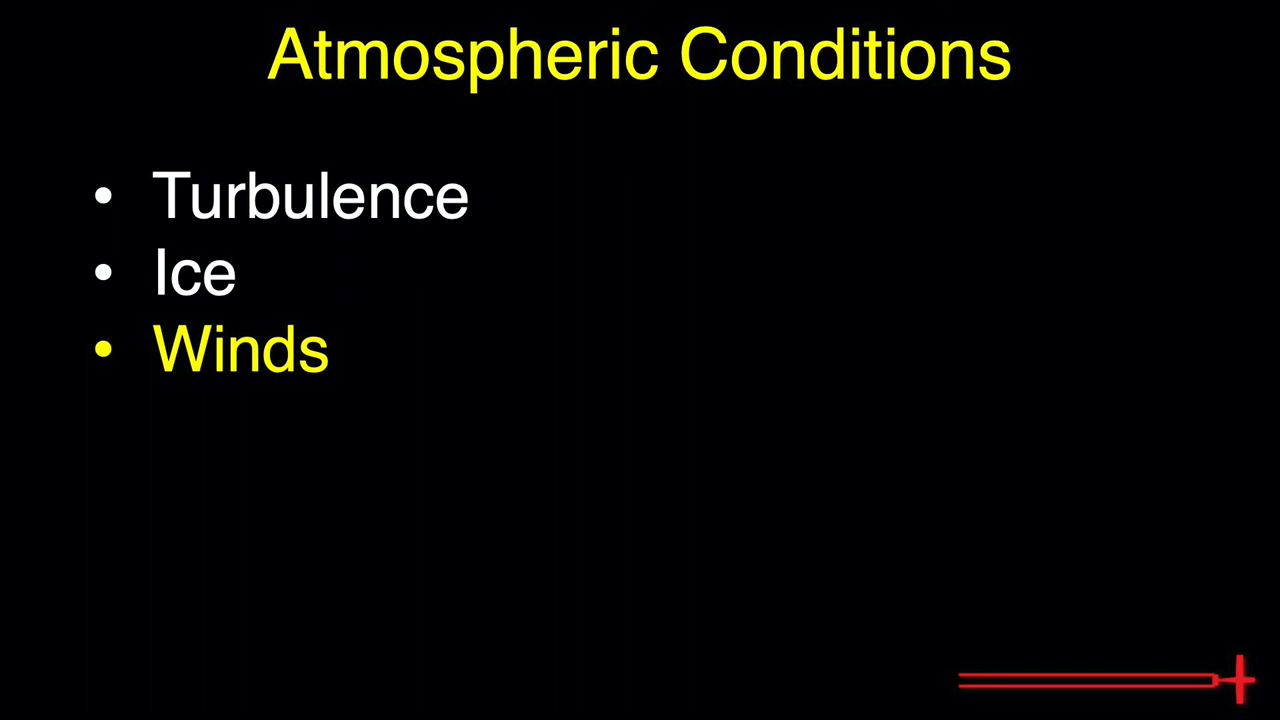 Atmospheric Conditions
• Turbulence
• Ice
• Winds